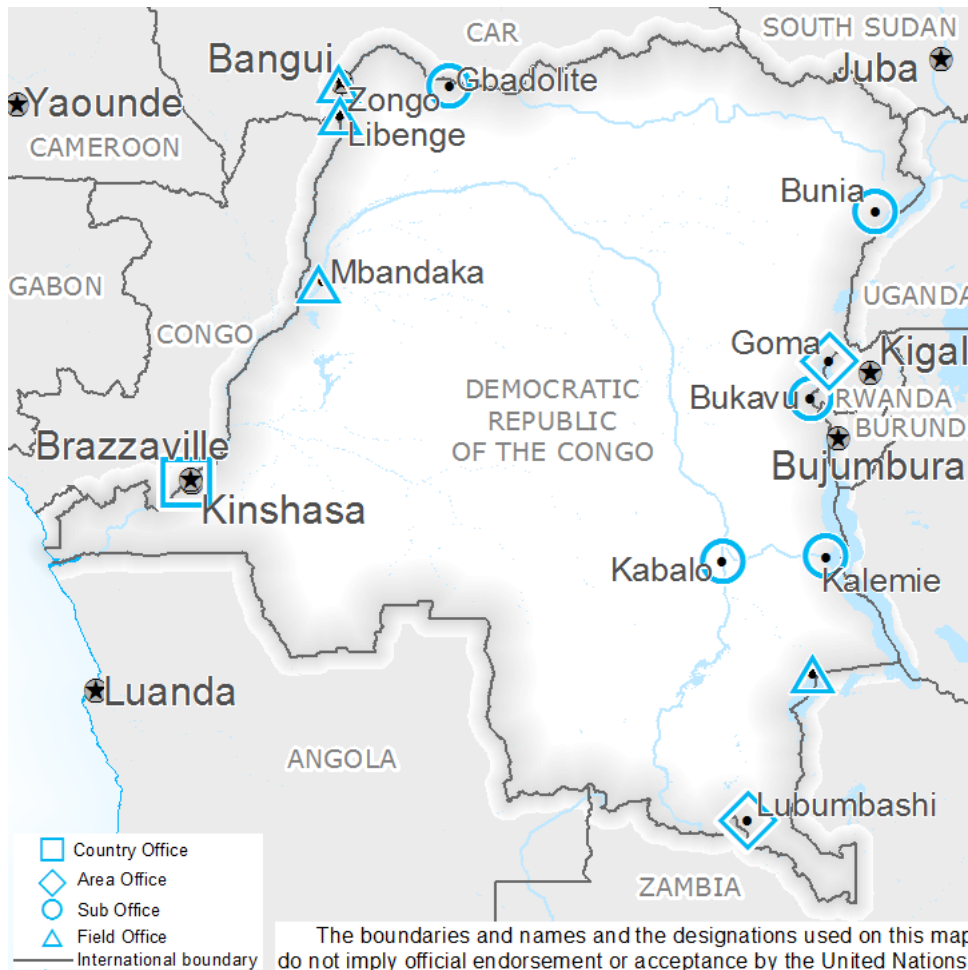 CAR
SOUTH SUDAN
Bangui
Gbadolite
Juba
Yaounde
Zongo
Libenge
CAMEROON
Bunia
Mbandaka
GABON
UGANDA
CONGO
Goma
Kigal
DEMOCRATIC
REPUBLIC
OF THE CONGO
Bukavu
RWANDA
BURUND
Brazzaville
Bujumbura
Kinshasa
Kabalo
Kalemie
Luanda
ANGOLA
Lubumbashi
ZAMBIA
Country Office
Area Office
Sub Office
Field Office
International boundary
The boundaries and names and the designations used on this map
do not imply official endorsement or acceptance by the United Nations